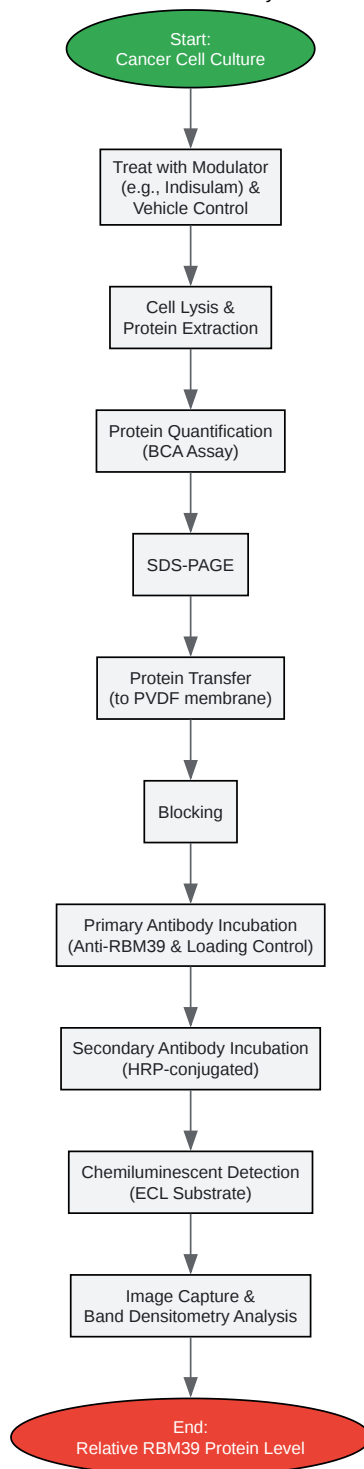 Start:
Cancer Cell Culture
Treat with Modulator
(e.g., Indisulam) &
Vehicle Control
Cell Lysis &
Protein Extraction
Protein Quantification
(BCA Assay)
SDS-PAGE
Protein Transfer
(to PVDF membrane)
Blocking
Primary Antibody Incubation
(Anti-RBM39 & Loading Control)
Secondary Antibody Incubation
(HRP-conjugated)
Chemiluminescent Detection
(ECL Substrate)
Image Capture &
Band Densitometry Analysis
End:
Relative RBM39 Protein Level